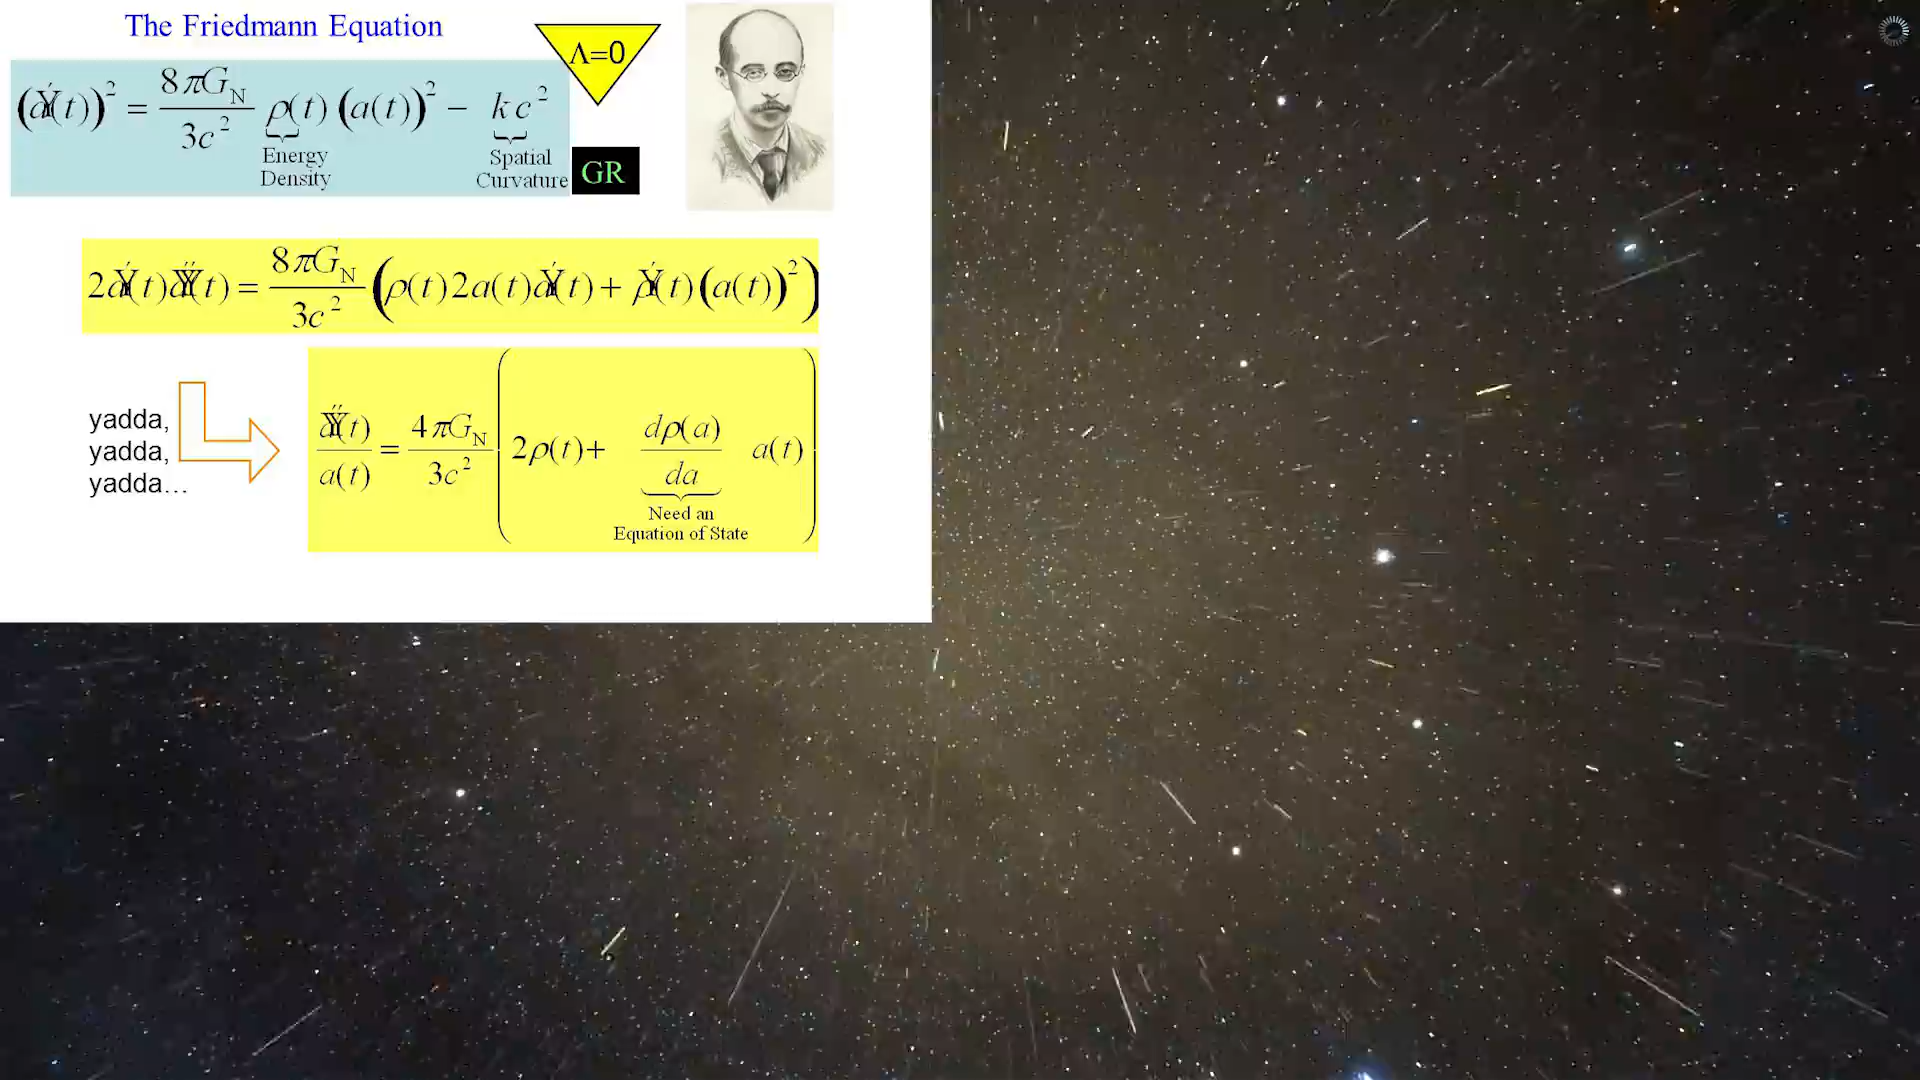 The Friedmann Equation
Λ=0
(ȧ(t))² = 8πG_N / 3c² ρ(t) (a(t))² − kc²
Energy Density
Spatial Curvature
GR
2ȧ(t)ä(t) = 8πG_N / 3c² (ρ(t)2a(t)ȧ(t) + ρ̇(t)(a(t))²)
yadda,
yadda,
yadda...
ä(t) / a(t) = 4πG_N / 3c² (2ρ(t)+ dρ(a) / da a(t))
Need an
Equation of State